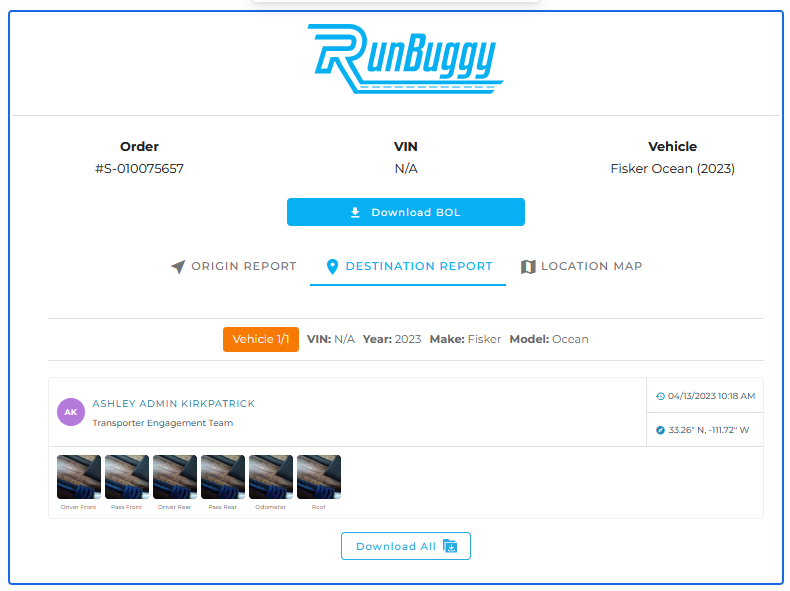 RunBuggy
Order
#S-010075657
VIN
N/A
Vehicle
Fisker Ocean (2023)
Download BOL
ORIGIN REPORT
DESTINATION REPORT
LOCATION MAP
Vehicle 1/1 VIN: N/A Year: 2023 Make: Fisker Model: Ocean
AK
ASHLEY ADMIN KIRKPATRICK
Transporter Engagement Team
04/13/2023 10:18 AM
33.26° N, -111.72° W
Driver Front
Pass Front
Driver Rear
Pass Rear
Odometer
Roof
Download All